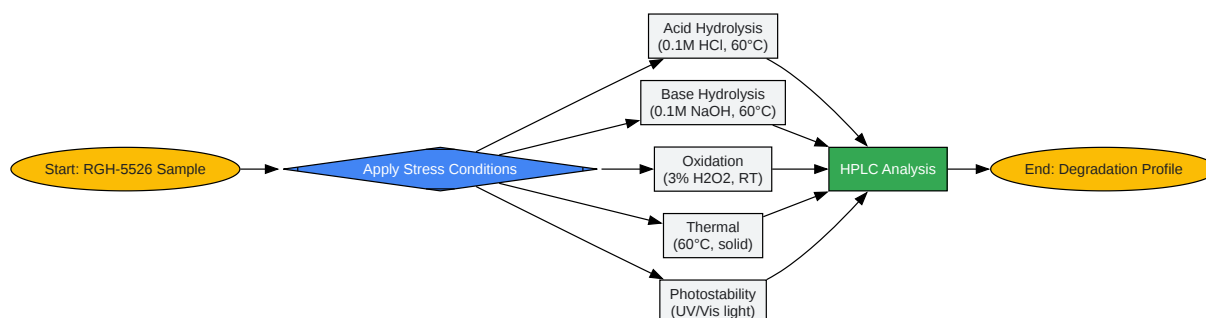 Start: RGH-5526 Sample
Apply Stress Conditions
Acid Hydrolysis
(0.1M HCl, 60°C)
Base Hydrolysis
(0.1M NaOH, 60°C)
Oxidation
(3% H2O2, RT)
Thermal
(60°C, solid)
Photostability
(UV/Vis light)
HPLC Analysis
End: Degradation Profile